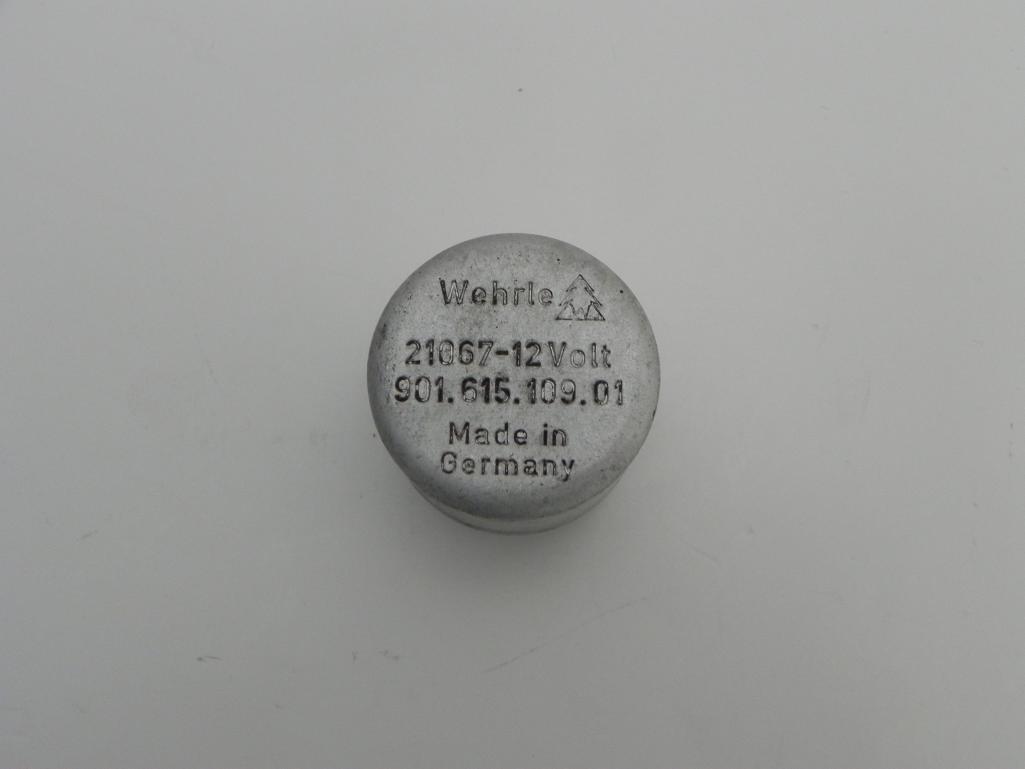 Wehrle
21067-12 Volt
901.615.109.01
Made in
Germany